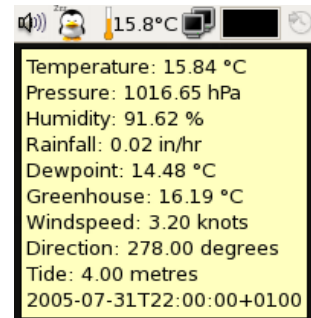 Zzz
15.8°C
Temperature: 15.84 °C
Pressure: 1016.65 hPa
Humidity: 91.62 %
Rainfall: 0.02 in/hr
Dewpoint: 14.48 °C
Greenhouse: 16.19 °C
Windspeed: 3.20 knots
Direction: 278.00 degrees
Tide: 4.00 metres
2005-07-31T22:00:00+0100